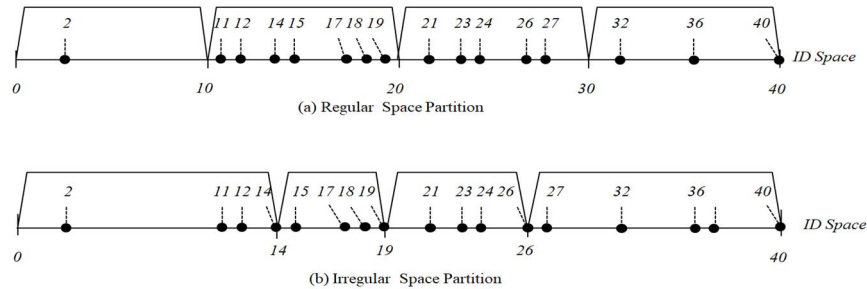 2 11 12 14 15 17 18 19 21 23 24 26 27 32 36 40
ID Space
0 10 20 30 40
(a) Regular Space Partition
2 11 12 14 15 17 18 19 21 23 24 26 27 32 36 40
ID Space
0 14 19 26 40
(b) Irregular Space Partition